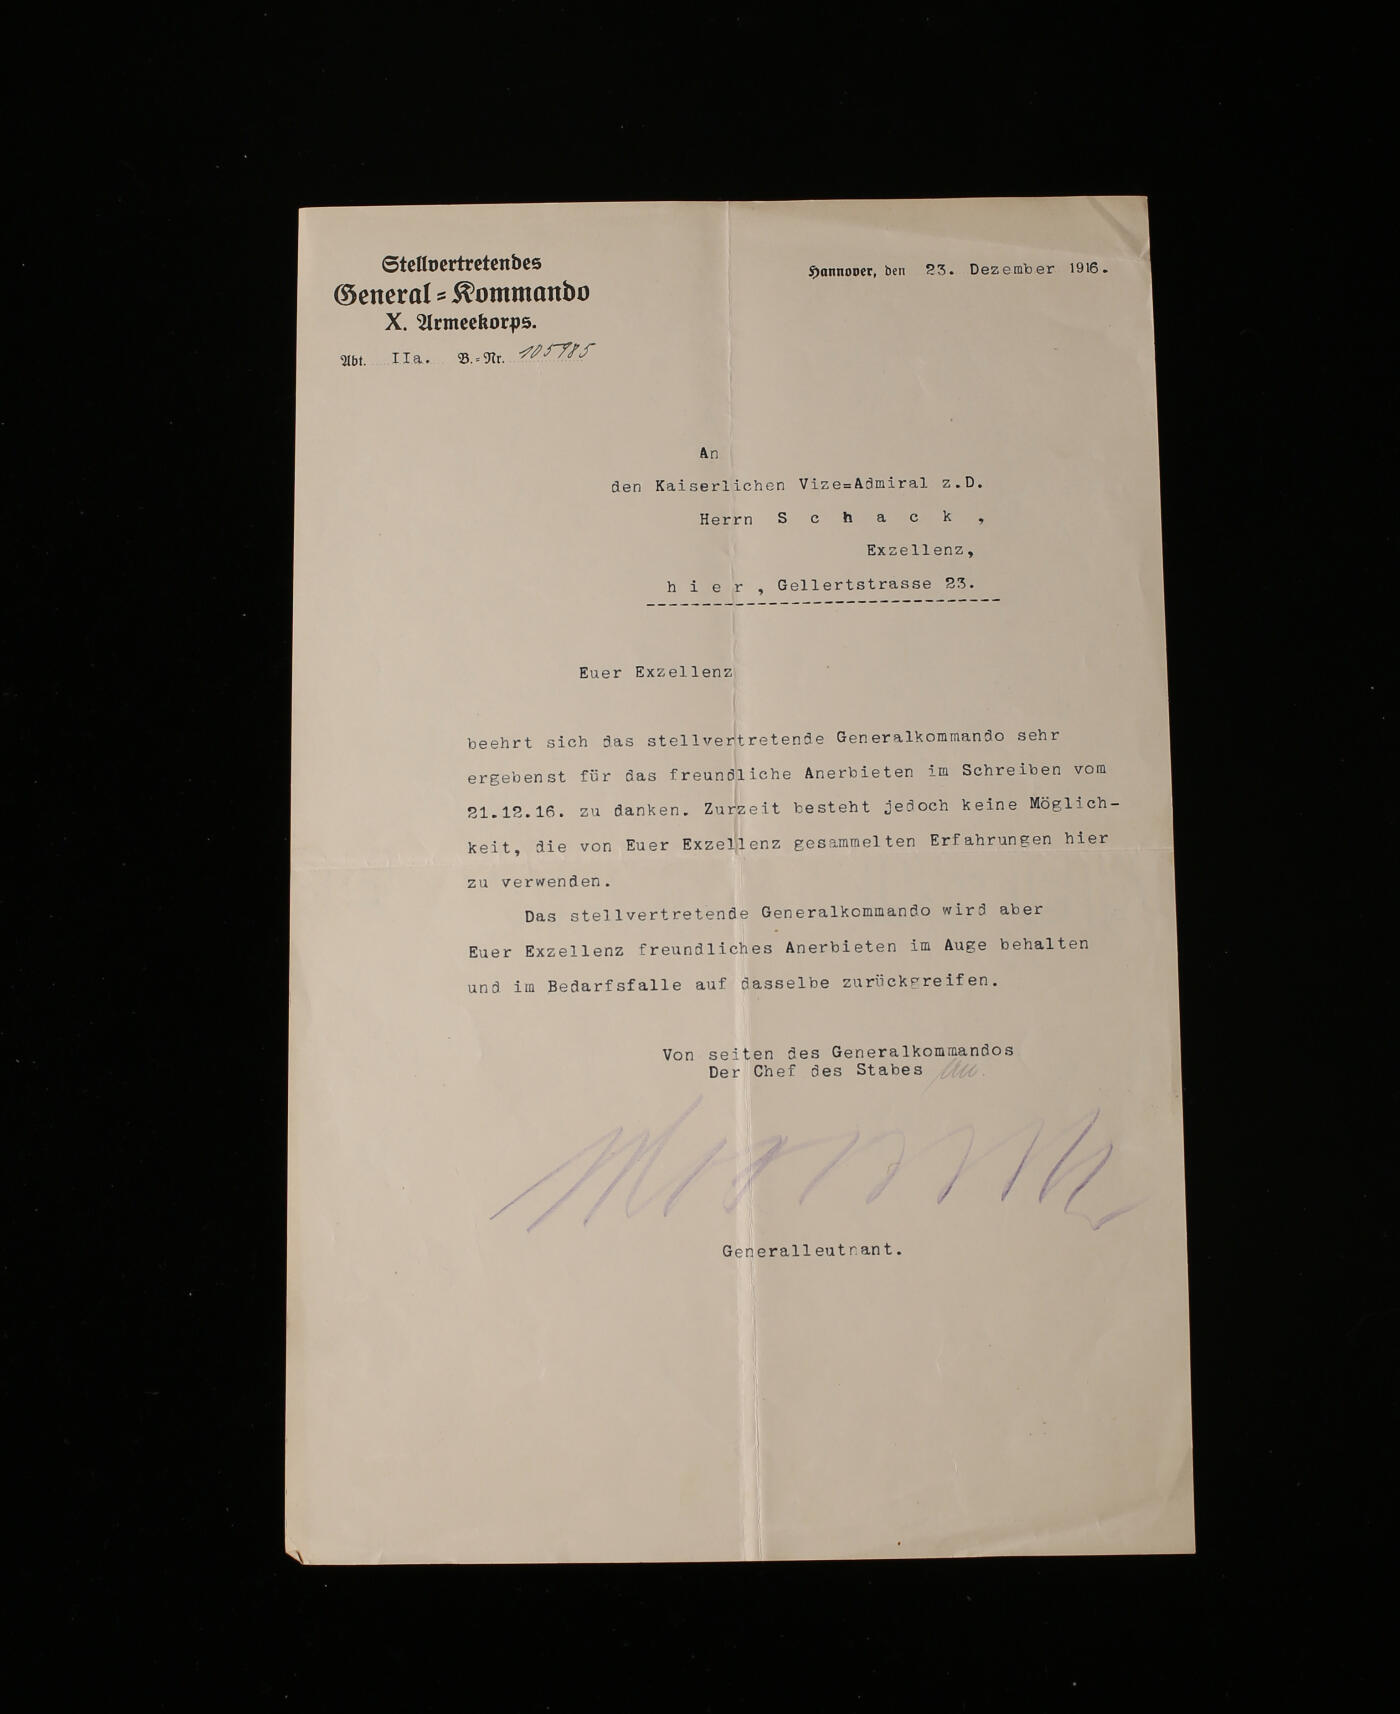 Stellvertretendes
General=Kommando
X. Armeekorps.
Abt. IIa. B.=Nr. 105985
Hannover, den 23. Dezember 1916.
An
den Kaiserlichen Vize=Admiral z.D.
Herrn S c h a c k ,
Exzellenz,
h i e r , Gellertstrasse 23.
Euer Exzellenz
beehrt sich das stellvertretende Generalkommando sehr
ergebenst für das freundliche Anerbieten im Schreiben vom
21.12.16. zu danken. Zurzeit besteht jedoch keine Möglich-
keit, die von Euer Exzellenz gesammelten Erfahrungen hier
zu verwenden.
Das stellvertretende Generalkommando wird aber
Euer Exzellenz freundliches Anerbieten im Auge behalten
und im Bedarfsfalle auf dasselbe zurückgreifen.
Von seiten des Generalkommandos
Der Chef des Stabes
Generalleutnant.